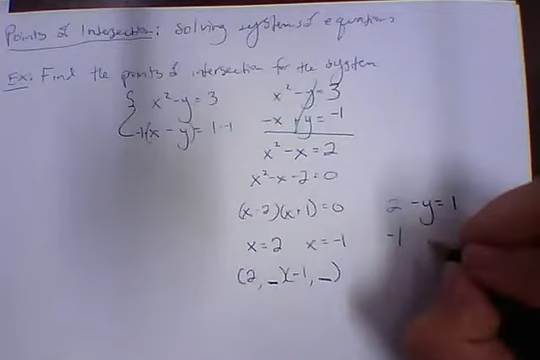 Points of Intersection: Solving systems of equations
Ex: Find the points of intersection for the system
{ x² - y = 3
-1(x - y) = 1 · -1
x² - y = 3
-x + y = -1
x² - x = 2
x² - x - 2 = 0
(x - 2)(x + 1) = 0
x = 2 x = -1
(2, _)(-1, _)
2 - y = 1
-1